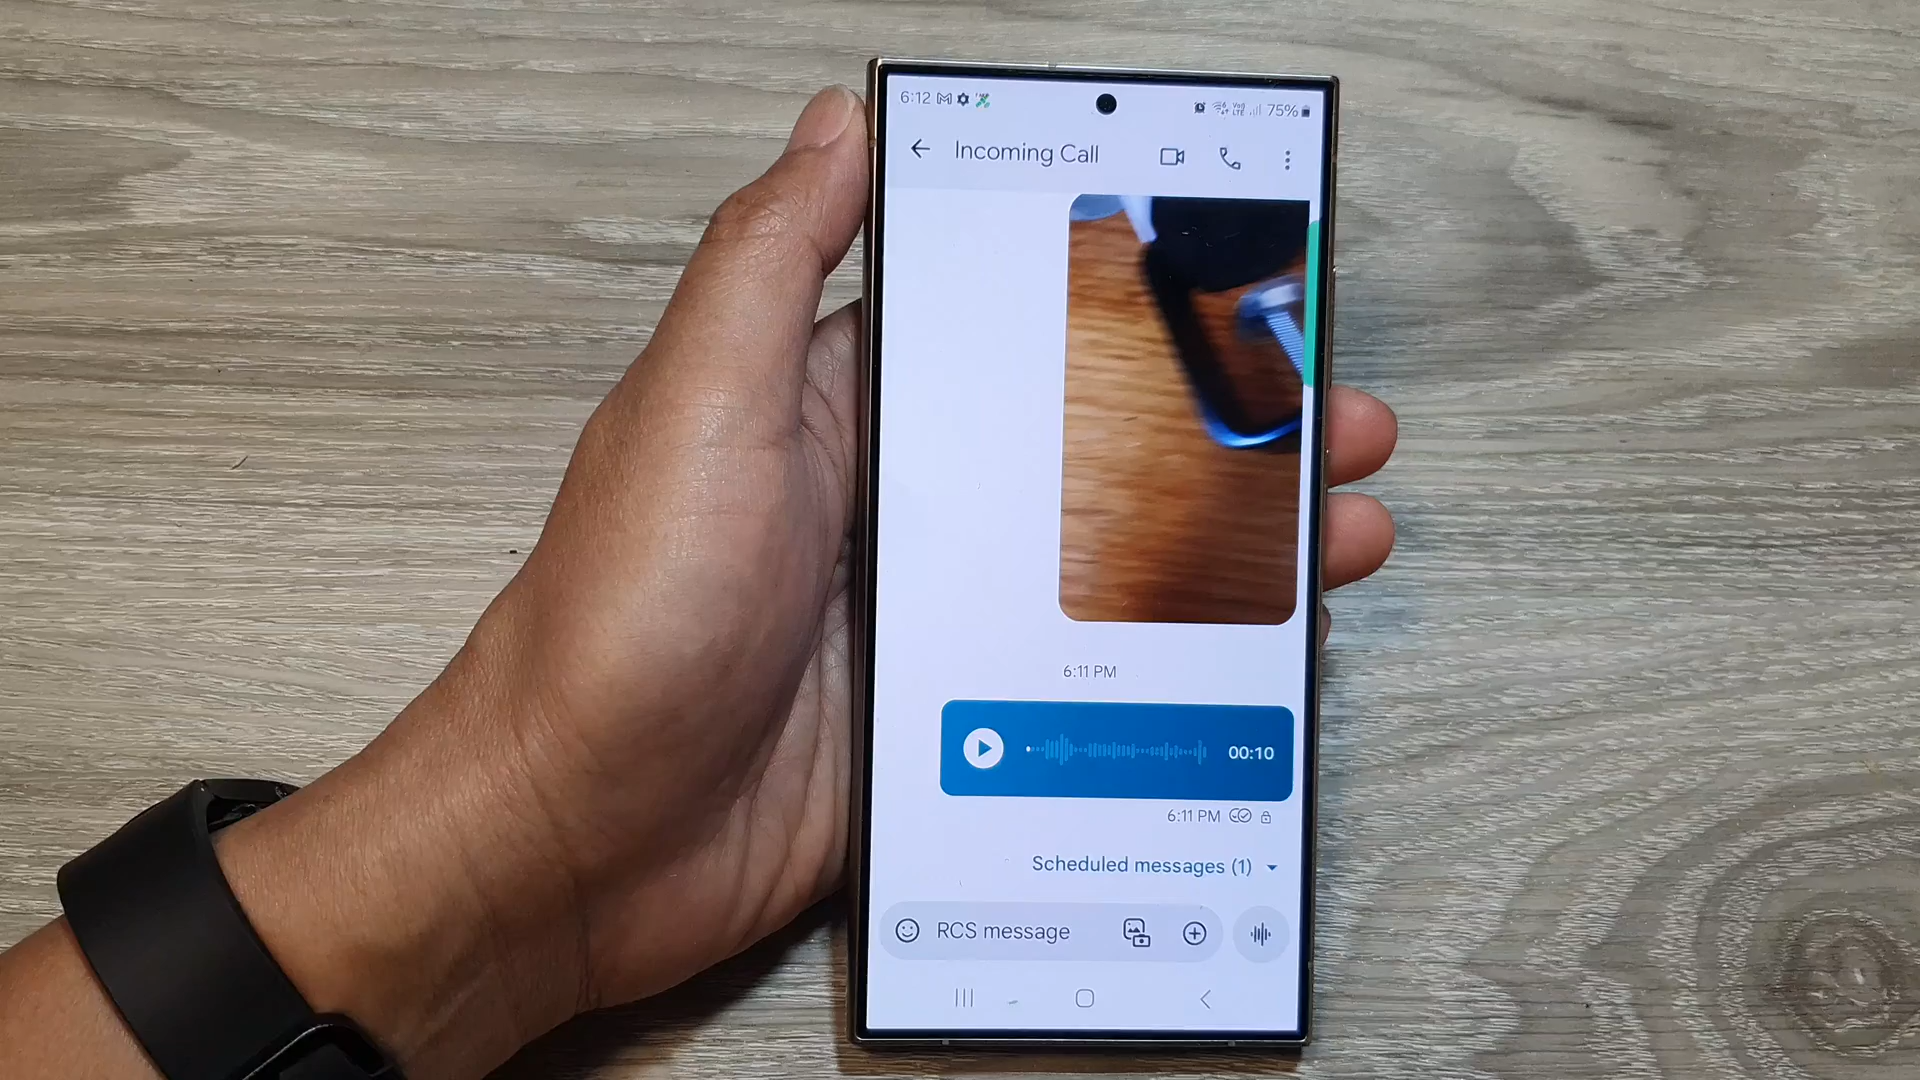 6:12
75%
Incoming Call
6:11 PM
00:10
6:11 PM
Scheduled messages (1)
RCS message